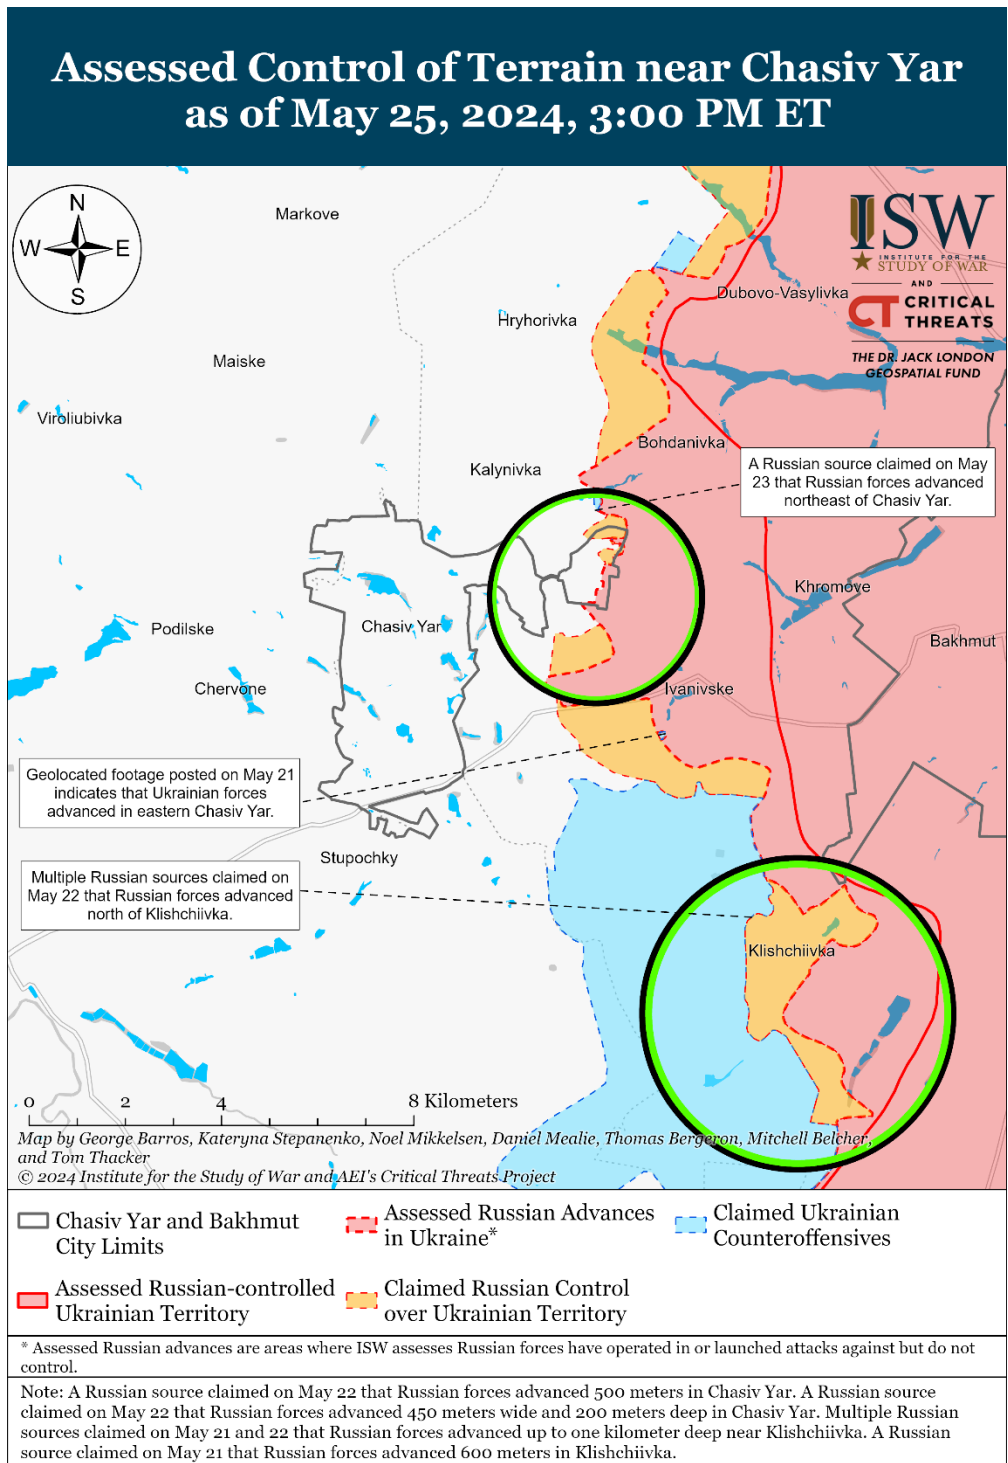 Assessed Control of Terrain near Chasiv Yar
as of May 25, 2024, 3:00 PM ET
N
W
E
S
Markove
ISW
INSTITUTE FOR THE
STUDY OF WAR
AND
CT CRITICAL
THREATS
THE DR. JACK LONDON
GEOSPATIAL FUND
Dubovo-Vasylivka
Hryhorivka
Maiske
Viroliubivka
Bohdanivka
Kalynivka
A Russian source claimed on May
23 that Russian forces advanced
northeast of Chasiv Yar.
Khromove
Podilske
Chasiv Yar
Bakhmut
Chervone
Ivanivske
Geolocated footage posted on May 21
indicates that Ukrainian forces
advanced in eastern Chasiv Yar.
Stupochky
Multiple Russian sources claimed on
May 22 that Russian forces advanced
north of Klishchiivka.
Klishchiivka
0 2 4 8 Kilometers
Map by George Barros, Kateryna Stepanenko, Noel Mikkelsen, Daniel Mealie, Thomas Bergeron, Mitchell Belcher,
and Tom Thacker
© 2024 Institute for the Study of War and AEI's Critical Threats Project
Chasiv Yar and Bakhmut
City Limits
Assessed Russian Advances
in Ukraine*
Claimed Ukrainian
Counteroffensives
Assessed Russian-controlled
Ukrainian Territory
Claimed Russian Control
over Ukrainian Territory
* Assessed Russian advances are areas where ISW assesses Russian forces have operated in or launched attacks against but do not
control.
Note: A Russian source claimed on May 22 that Russian forces advanced 500 meters in Chasiv Yar. A Russian source
claimed on May 22 that Russian forces advanced 450 meters wide and 200 meters deep in Chasiv Yar. Multiple Russian
sources claimed on May 21 and 22 that Russian forces advanced up to one kilometer deep near Klishchiivka. A Russian
source claimed on May 21 that Russian forces advanced 600 meters in Klishchiivka.